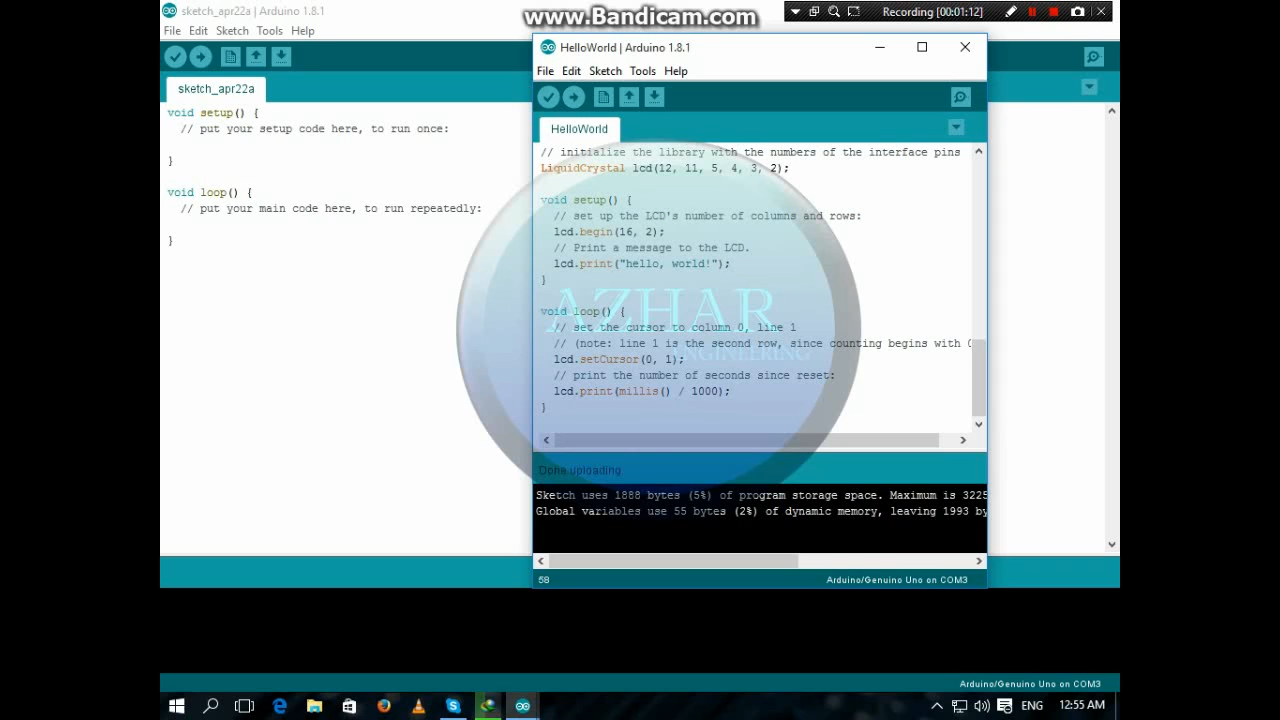 sketch_apr22a | Arduino 1.8.1
www.Bandicam.com
Recording [00:01:12]
File Edit Sketch Tools Help
sketch_apr22a
void setup() {
  // put your setup code here, to run once:
}
void loop() {
  // put your main code here, to run repeatedly:
}
HelloWorld | Arduino 1.8.1
File Edit Sketch Tools Help
HelloWorld
// initialize the library with the numbers of the interface pins
LiquidCrystal lcd(12, 11, 5, 4, 3, 2);
void setup() {
  // set up the LCD's number of columns and rows:
  lcd.begin(16, 2);
  // Print a message to the LCD.
  lcd.print("hello, world!");
}
void loop() {
  // set the cursor to column 0, line 1
  // (note: line 1 is the second row, since counting begins with 0
  lcd.setCursor(0, 1);
  // print the number of seconds since reset:
  lcd.print(millis() / 1000);
}
AZHAR
ENGINEERING
Done uploading
Sketch uses 1888 bytes (5%) of program storage space. Maximum is 3225
Global variables use 55 bytes (2%) of dynamic memory, leaving 1993 by
58
Arduino/Genuino Uno on COM3
Arduino/Genuino Uno on COM3
ENG
12:55 AM